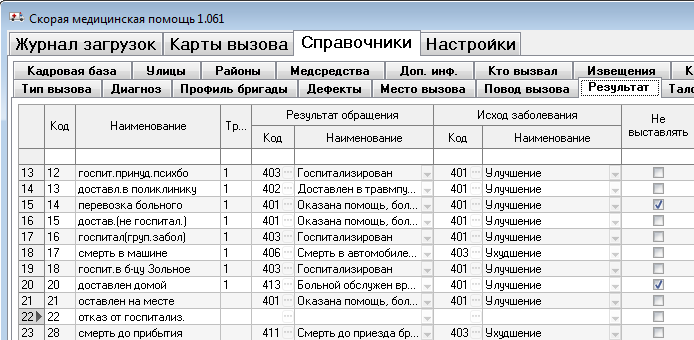 Скорая медицинская помощь 1.061
Журнал загрузок Карты вызова Справочники Настройки
Кадровая база Улицы Районы Медсредства Доп. инф. Кто вызвал Извещения К
Тип вызова Диагноз Профиль бригады Дефекты Место вызова Повод вызова Результат Тало
Код Наименование Тр... Результат обращения Исход заболевания Не выставлять
Код Наименование Код Наименование
13 12 госпит.принуд.психбо 1 403 Госпитализирован 401 Улучшение
14 13 доставл.в поликлинику 1 402 Доставлен в травмпу... 401 Улучшение
15 14 перевозка больного 1 401 Оказана помощь, бол... 401 Улучшение
16 15 достав.(не госпитал.) 1 401 Оказана помощь, бол... 401 Улучшение
17 16 госпитал(груп.забол) 1 403 Госпитализирован 401 Улучшение
18 17 смерть в машине 1 406 Смерть в автомобиле... 403 Ухудшение
19 18 госпит.в б-цу Зольное 1 403 Госпитализирован 401 Улучшение
20 20 доставлен домой 1 413 Больной обслужен вр... 401 Улучшение
21 21 оставлен на месте 401 Оказана помощь, бол... 401 Улучшение
22 22 отказ от госпитализ.
23 28 смерть до прибытия 411 Смерть до приезда бр... 403 Ухудшение